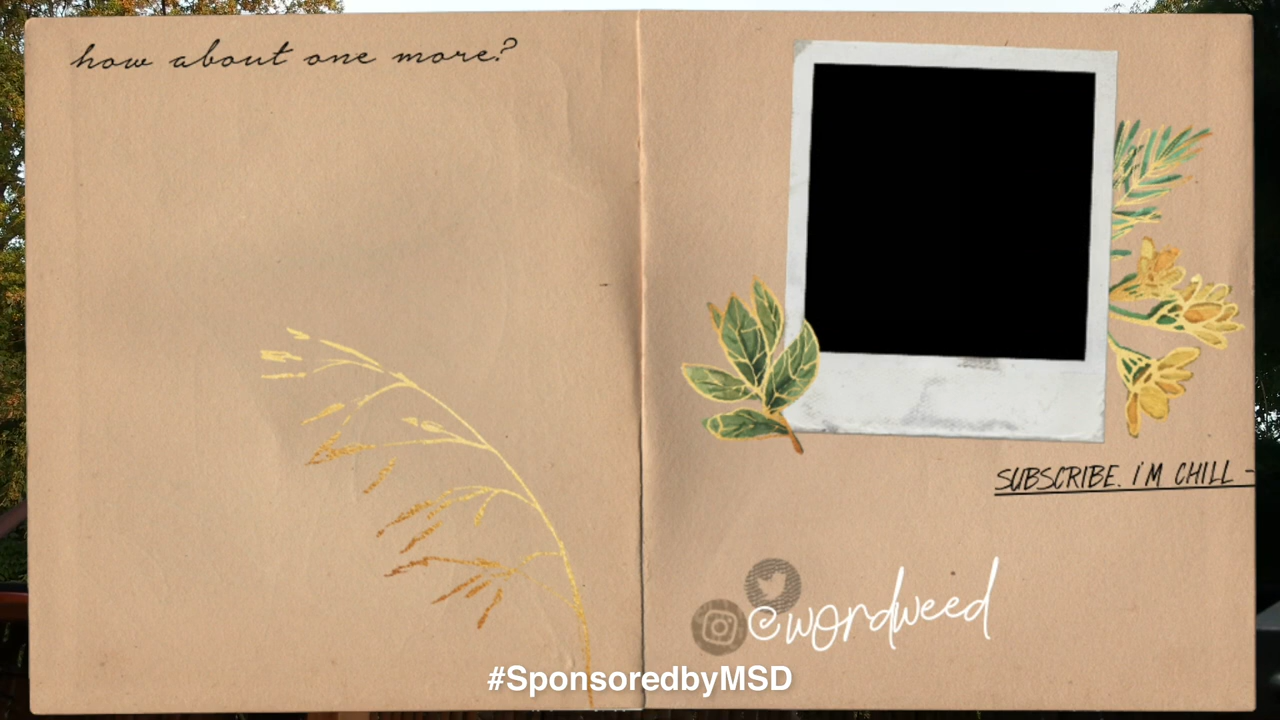 how about one more?
SUBSCRIBE. I'M CHILL -
@wordweed
#SponsoredbyMSD